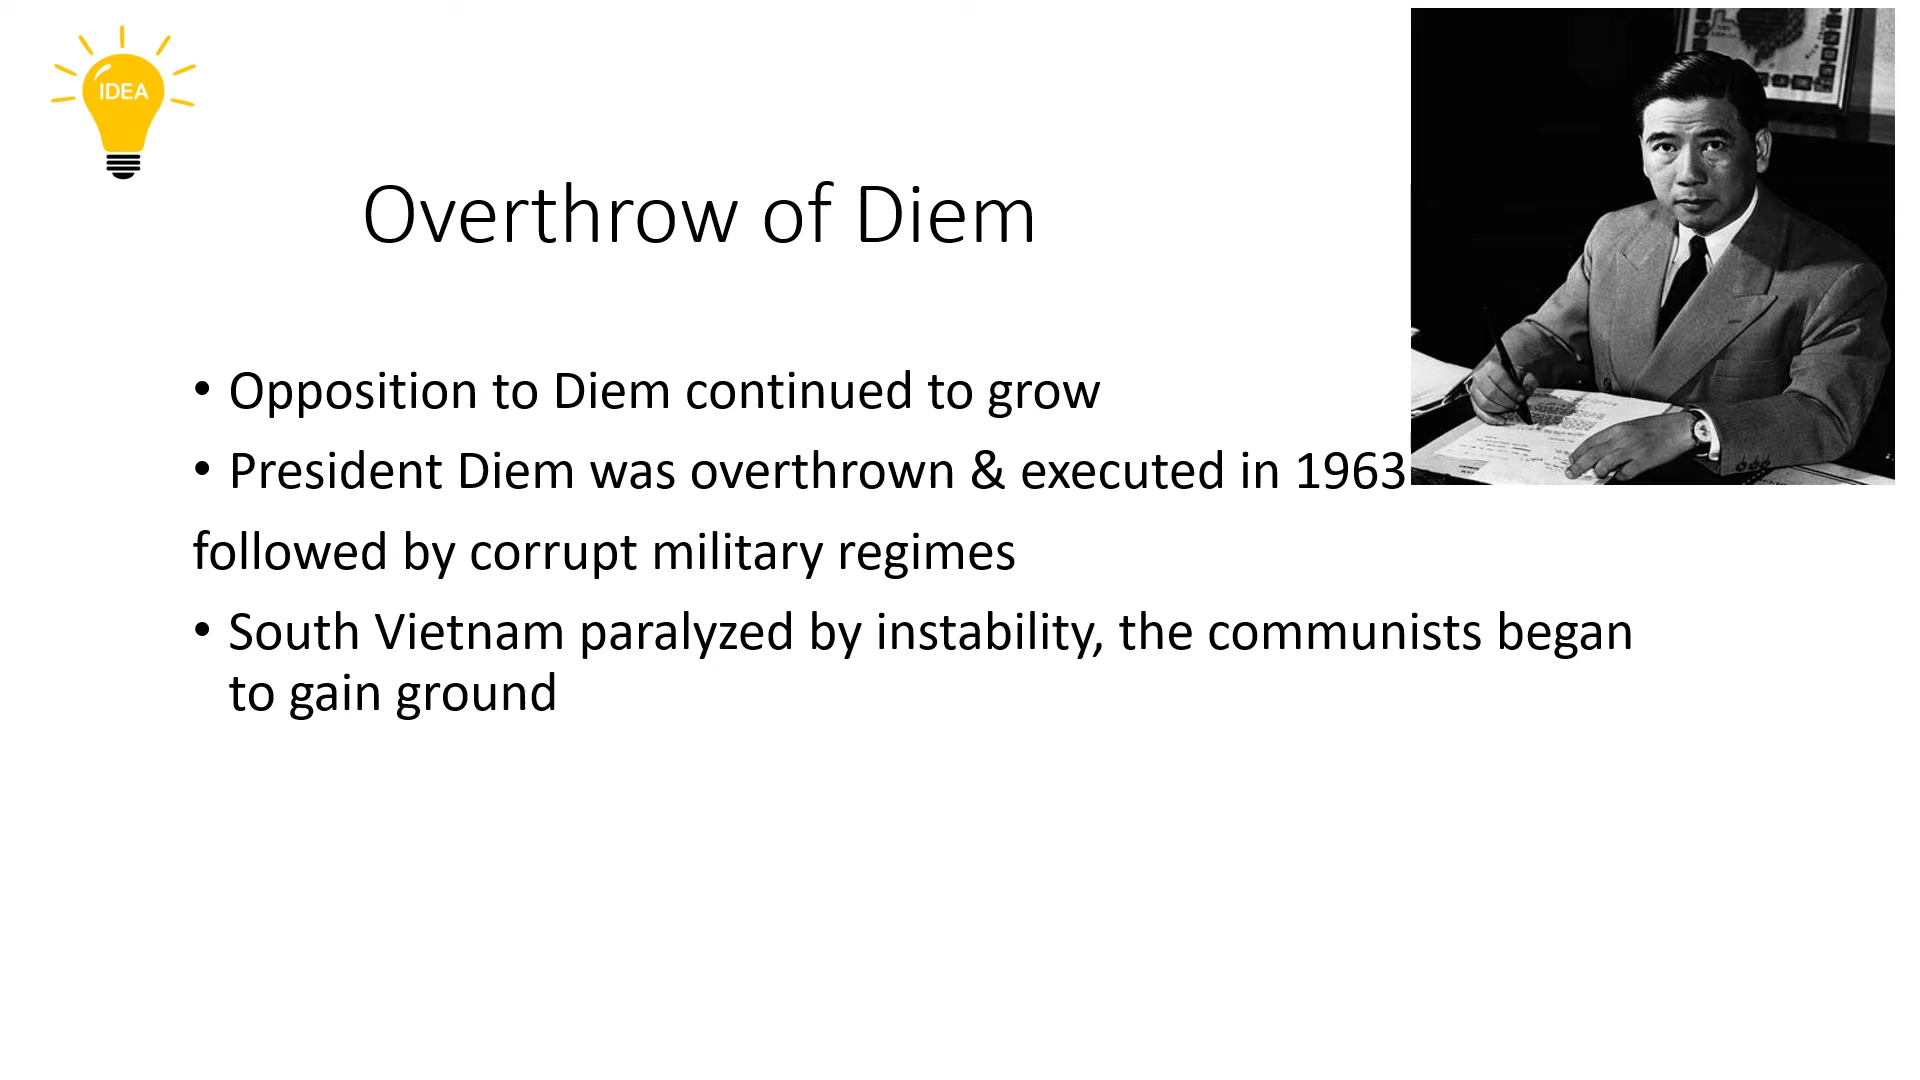 IDEA
Overthrow of Diem
• Opposition to Diem continued to grow
• President Diem was overthrown & executed in 1963
followed by corrupt military regimes
• South Vietnam paralyzed by instability, the communists began
to gain ground